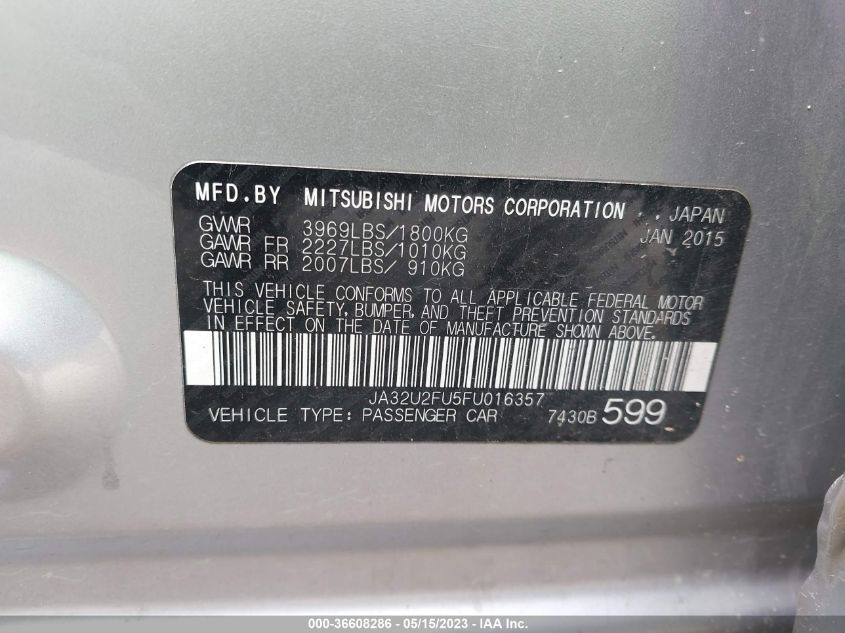 MFD.BY MITSUBISHI MOTORS CORPORATION . . JAPAN
GVWR 3969LBS/1800KG JAN 2015
GAWR FR 2227LBS/1010KG
GAWR RR 2007LBS/ 910KG
THIS VEHICLE CONFORMS TO ALL APPLICABLE FEDERAL MOTOR
VEHICLE SAFETY, BUMPER, AND THEFT PREVENTION STANDARDS
IN EFFECT ON THE DATE OF MANUFACTURE SHOWN ABOVE.
JA32U2FU5FU016357
VEHICLE TYPE: PASSENGER CAR 7430B 599
000-36608286 - 05/15/2023 - IAA Inc.